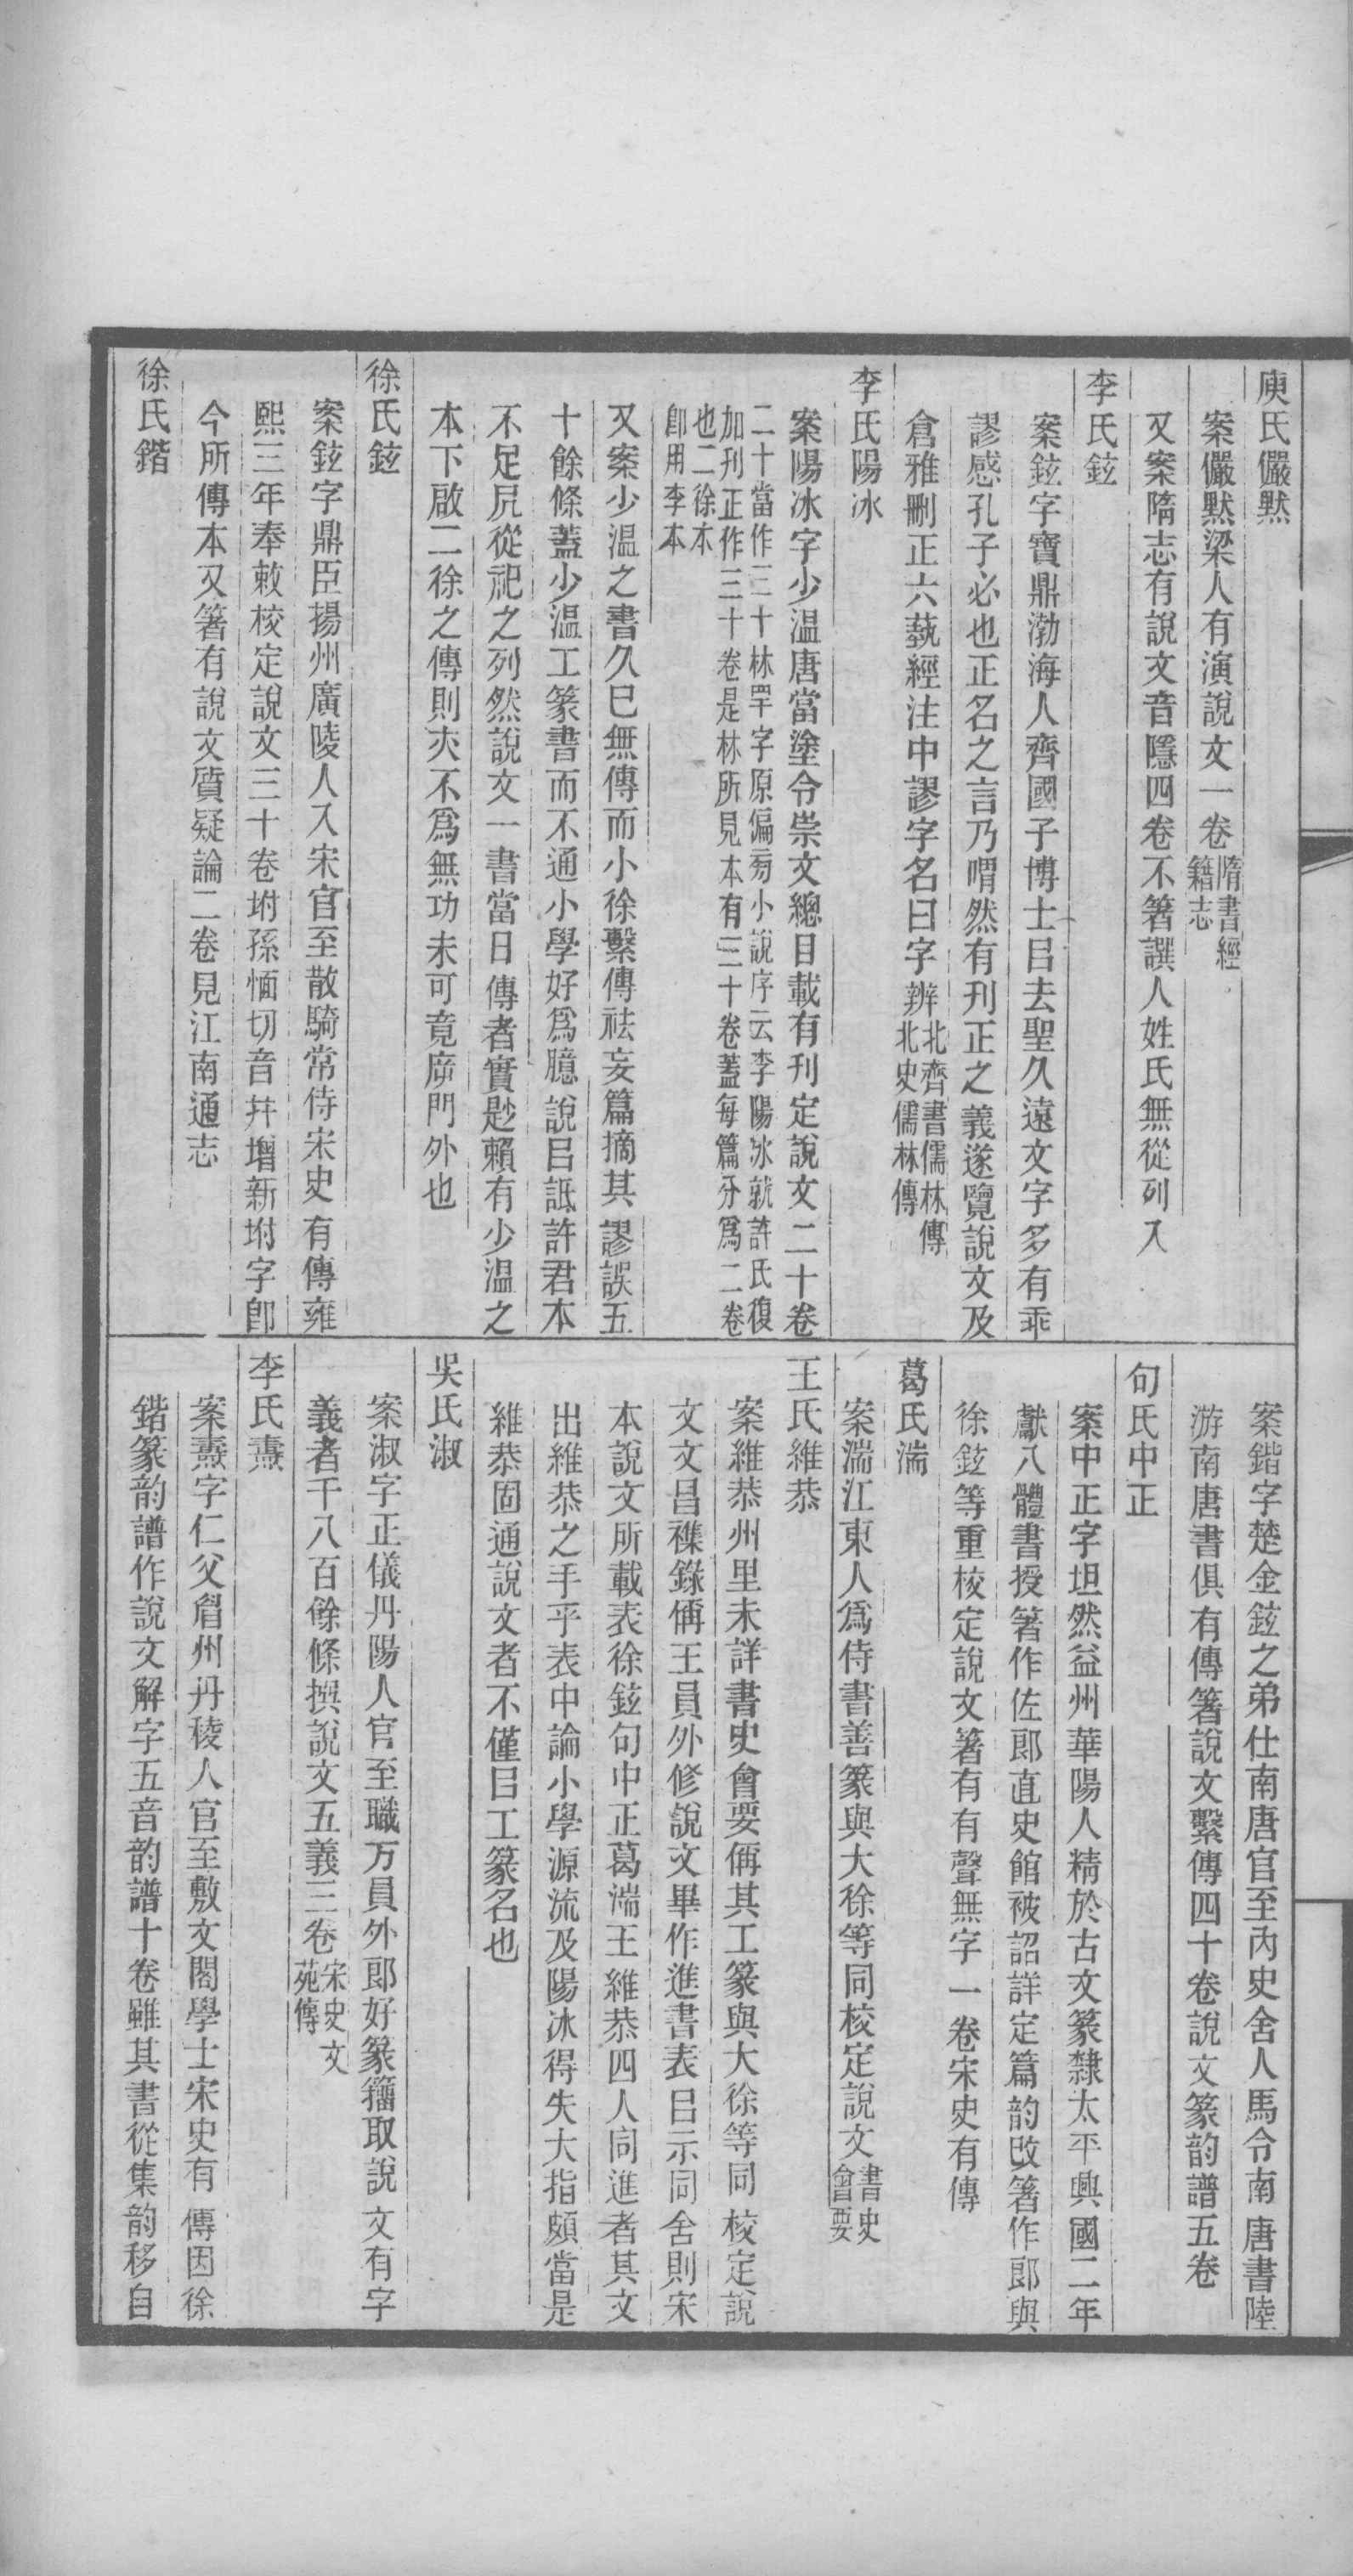 庾氏儼默
案儼默梁人有演說文一卷隋書經籍志
又案隋志有說文音隱四卷不箸譔人姓氏無從列入
李氏鉉
案鉉字寶鼎渤海人齊國子博士㠯去聖久遠文字多有乖
謬感孔子必也正名之言乃喟然有刊正之義遂覽說文及
倉雅刪正六蓺經注中謬字名曰字辨北齊書儒林傳北史儒林傳
李氏陽冰
案陽冰字少溫唐當塗令崇文總目載有刊定說文二十卷
二十當作三十林罕字原偏㫄小說序云李陽冰就許氏復
加刊正作三十卷是林所見本有三十卷蓋每篇分爲二卷
也二徐本
卽用李本
又案少溫之書久已無傳而小徐繫傳祛妄篇摘其謬誤五
十餘條蓋少溫工篆書而不通小學好爲臆說㠯詆許君本
不足尻從祀之列然說文一書當日傳者實尟賴有少溫之
本下啟二徐之傳則亦不爲無功未可竟庌門外也
徐氏鉉
案鉉字鼎臣揚州廣陵人入宋官至散騎常侍宋史有傳雍
熙三年奉敕校定說文三十卷坿孫愐切音幷增新坿字卽
今所傳本又箸有說文質疑論二卷見江南通志
徐氏鍇
案鍇字楚金鉉之弟仕南唐官至內史舍人馬令南唐書陸
游南唐書俱有傳箸說文繫傳四十卷說文篆韵譜五卷
句氏中正
案中正字坦然益州華陽人精於古文篆隸太平興國二年
獻八體書授箸作佐郎直史館被詔詳定篇韵改箸作郎與
徐鉉等重校定說文箸有有聲無字一卷宋史有傳
葛氏湍
案湍江東人爲侍書善篆與大徐等同校定說文書史會要
王氏維恭
案維恭州里未詳書史會要偁其工篆與大徐等同校定說
文文昌襍錄偁王員外修說文畢作進書表㠯示同舍則宋
本說文所載表徐鉉句中正葛湍王維恭四人同進者其文
出維恭之手乎表中論小學源流及陽冰得失大指頗當是
維恭固通說文者不僅㠯工篆名也
吳氏淑
案淑字正儀丹陽人官至職方員外郎好篆籀取說文有字
義者千八百餘條撰說文五義三卷宋史文苑傳
李氏燾
案燾字仁父眉州丹稜人官至敷文閣學士宋史有傳因徐
鍇篆韵譜作說文解字五音韵譜十卷雖其書從集韵移自